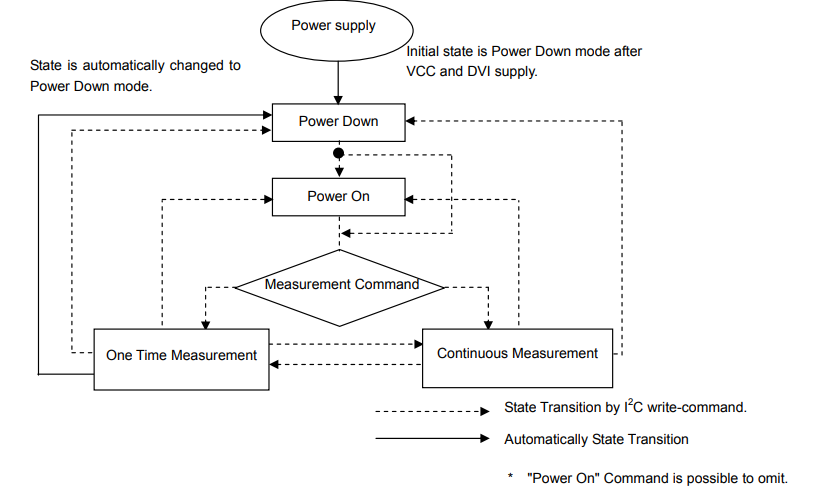 Power supply
Initial state is Power Down mode after
VCC and DVI supply.
State is automatically changed to
Power Down mode.
Power Down
Power On
Measurement Command
One Time Measurement
Continuous Measurement
State Transition by I²C write-command.
Automatically State Transition
* "Power On" Command is possible to omit.